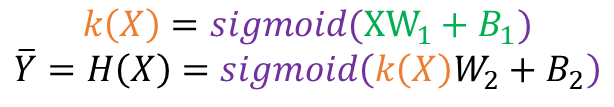 k(X) = sigmoid(XW₁ + B₁)
Ȳ = H(X) = sigmoid(k(X)W₂ + B₂)